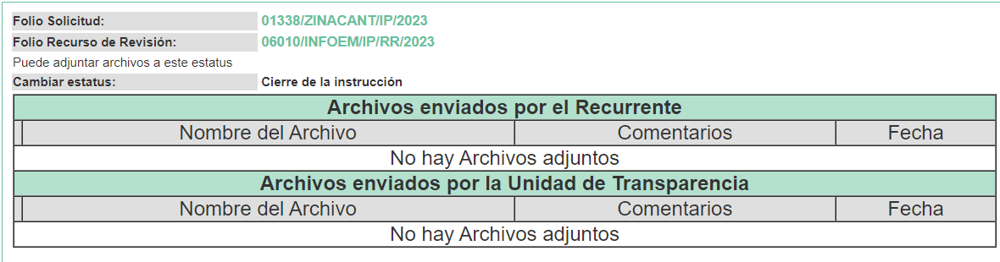 Folio Solicitud: 01338/ZINACANT/IP/2023
Folio Recurso de Revisión: 06010/INFOEM/IP/RR/2023
Puede adjuntar archivos a este estatus
Cambiar estatus: Cierre de la instrucción
Archivos enviados por el Recurrente
Nombre del Archivo Comentarios Fecha
No hay Archivos adjuntos
Archivos enviados por la Unidad de Transparencia
Nombre del Archivo Comentarios Fecha
No hay Archivos adjuntos